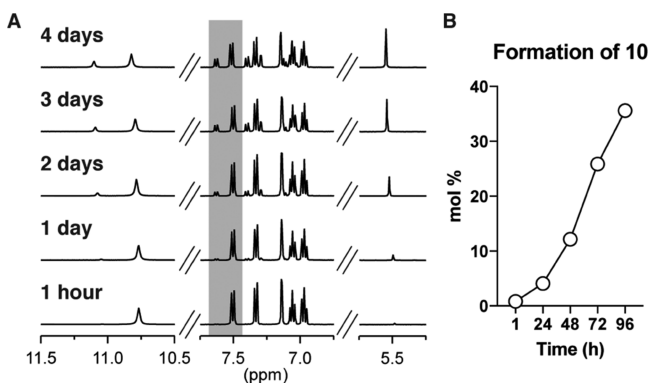 A
4 days
3 days
2 days
1 day
1 hour
11.5 11.0 10.5 7.5 7.0 5.5
(ppm)
B
Formation of 10
mol %
40
30
20
10
0
1 24 48 72 96
Time (h)